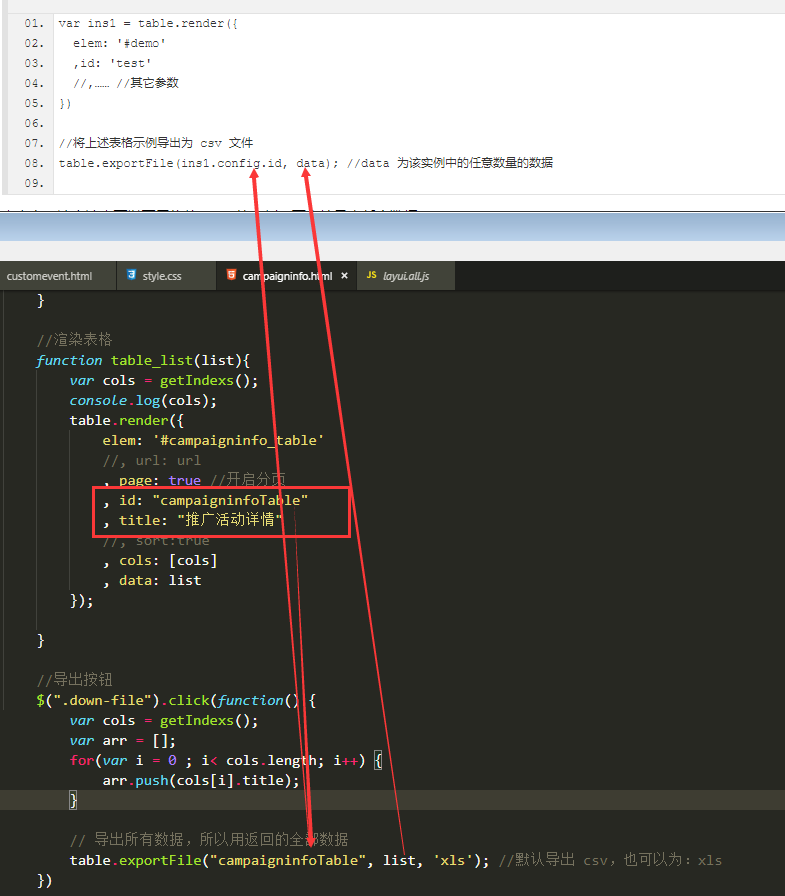 01. var ins1 = table.render({
02.   elem: '#demo'
03.   ,id: 'test'
04.   //,…… //其它参数
05. })
06.
07. //将上述表格示例导出为 csv 文件
08. table.exportFile(ins1.config.id, data); //data 为该实例中的任意数量的数据
09.
customevent.html style.css campaigninfo.html × JS layui.all.js
}
//渲染表格
function table_list(list){
var cols = getIndexs();
console.log(cols);
table.render({
elem: '#campaigninfo_table'
//, url: url
, page: true //开启分页
, id: "campaigninfoTable"
, title: "推广活动详情"
//, sort:true
, cols: [cols]
, data: list
});
}
//导出按钮
$(".down-file").click(function() {
var cols = getIndexs();
var arr = [];
for(var i = 0 ; i< cols.length; i++) {
arr.push(cols[i].title);
}
// 导出所有数据，所以用返回的全部数据
table.exportFile("campaigninfoTable", list, 'xls'); //默认导出 csv，也可以为：xls
})